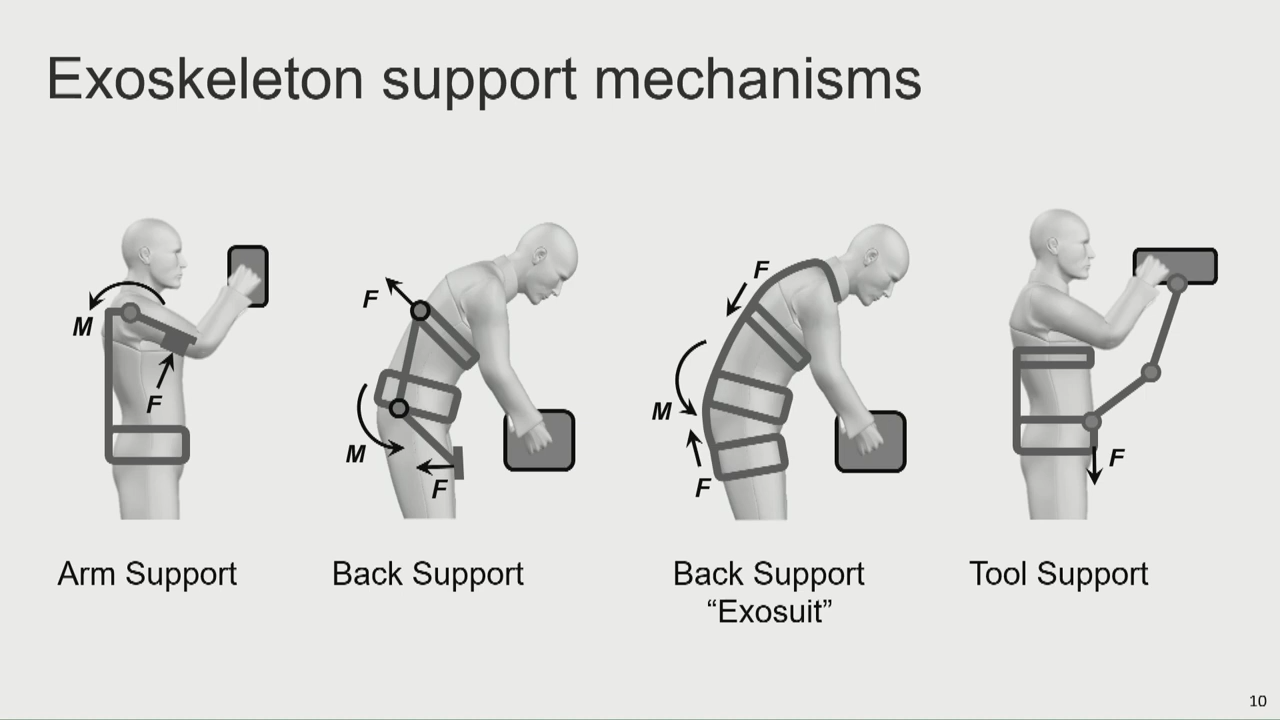 Exoskeleton support mechanisms
M
F
F
M
F
F
M
F
F
Arm Support
Back Support
Back Support
“Exosuit”
Tool Support
10